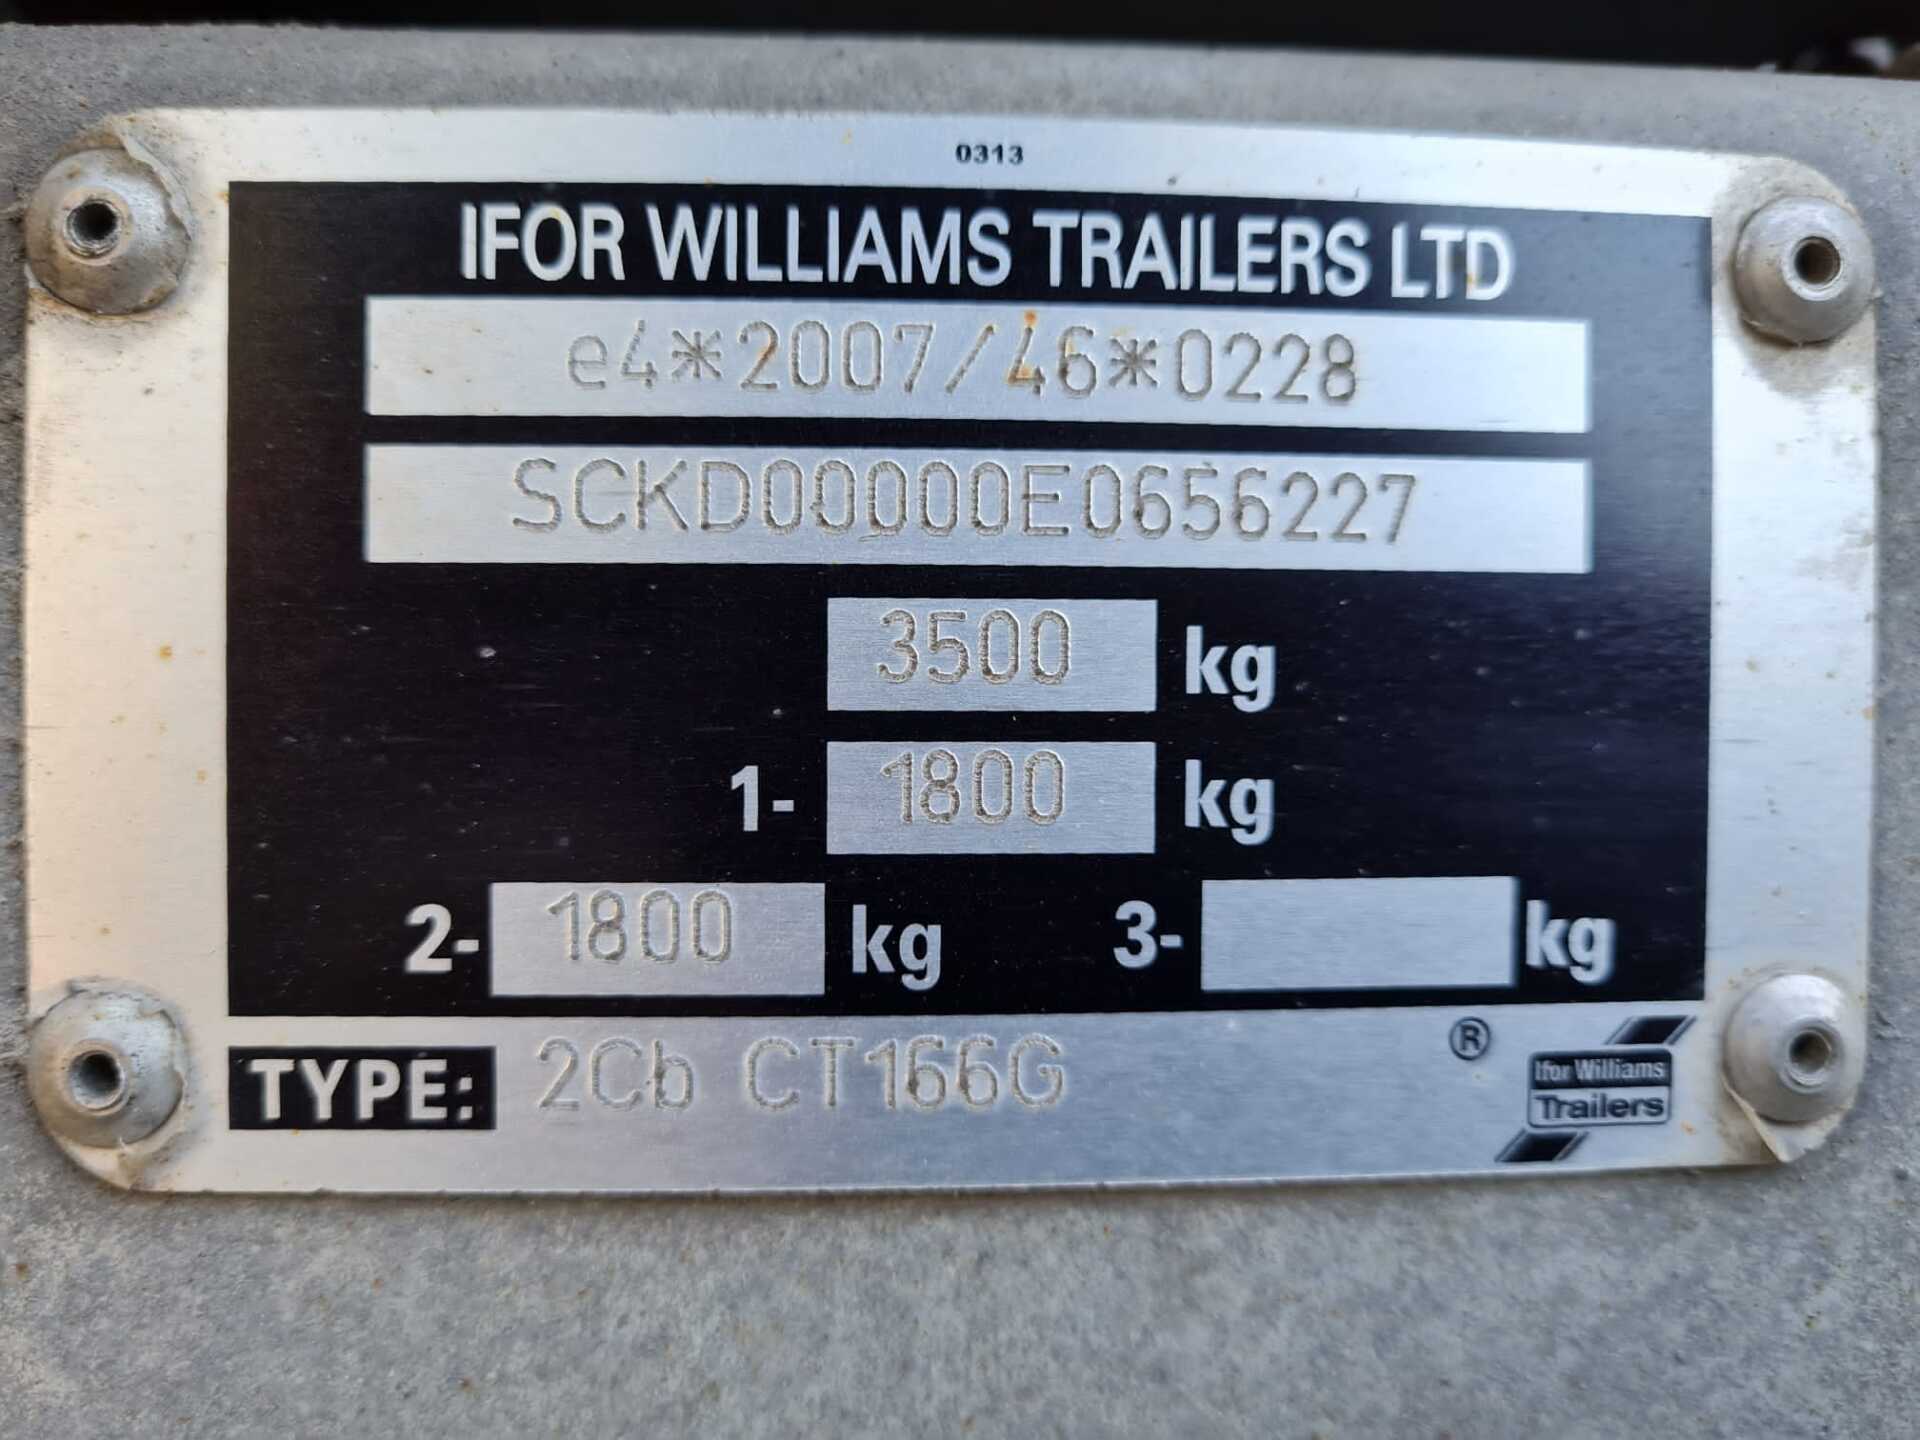 0313
IFOR WILLIAMS TRAILERS LTD
e4*2007/46*0228
SCKD00000E0656227
3500 kg
1- 1800 kg
2- 1800 kg 3- kg
TYPE: 2Cb CT166G ®
Ifor Williams
Trailers